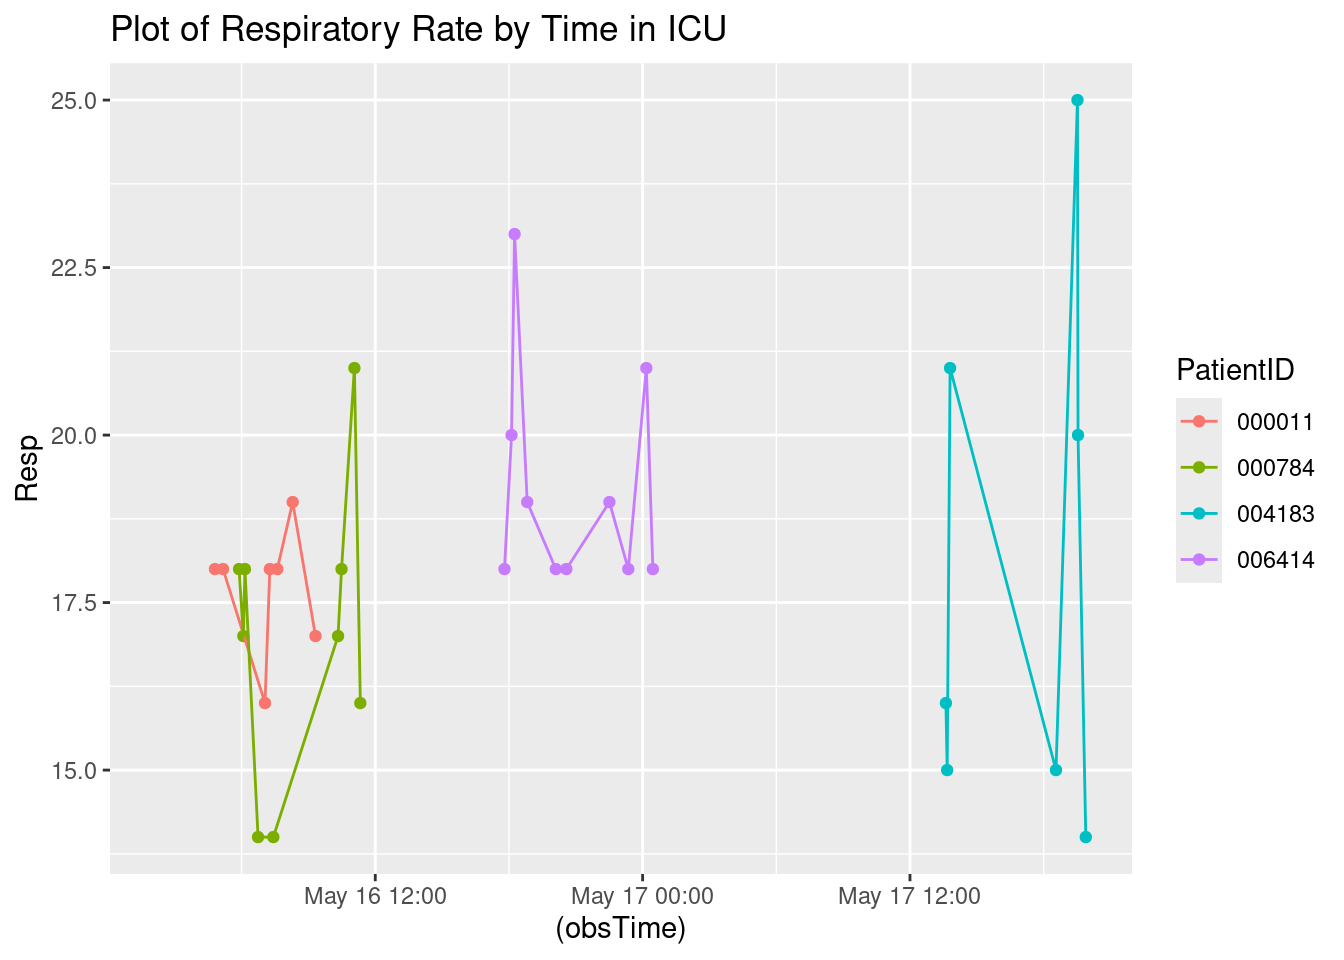 Plot of Respiratory Rate by Time in ICU
25.0
22.5
20.0
17.5
15.0
Resp
May 16 12:00
May 17 00:00
May 17 12:00
(obsTime)
PatientID
000011
000784
004183
006414